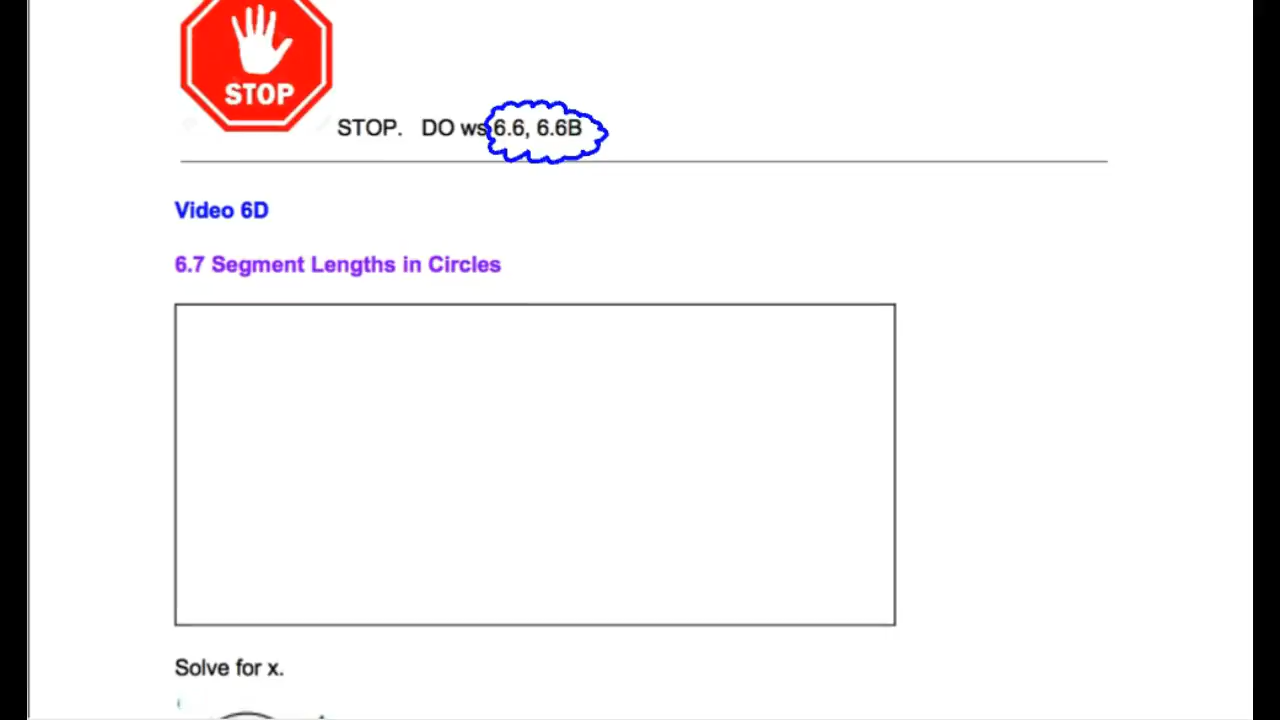 STOP
STOP. DO ws 6.6, 6.6B
Video 6D
6.7 Segment Lengths in Circles
Solve for x.